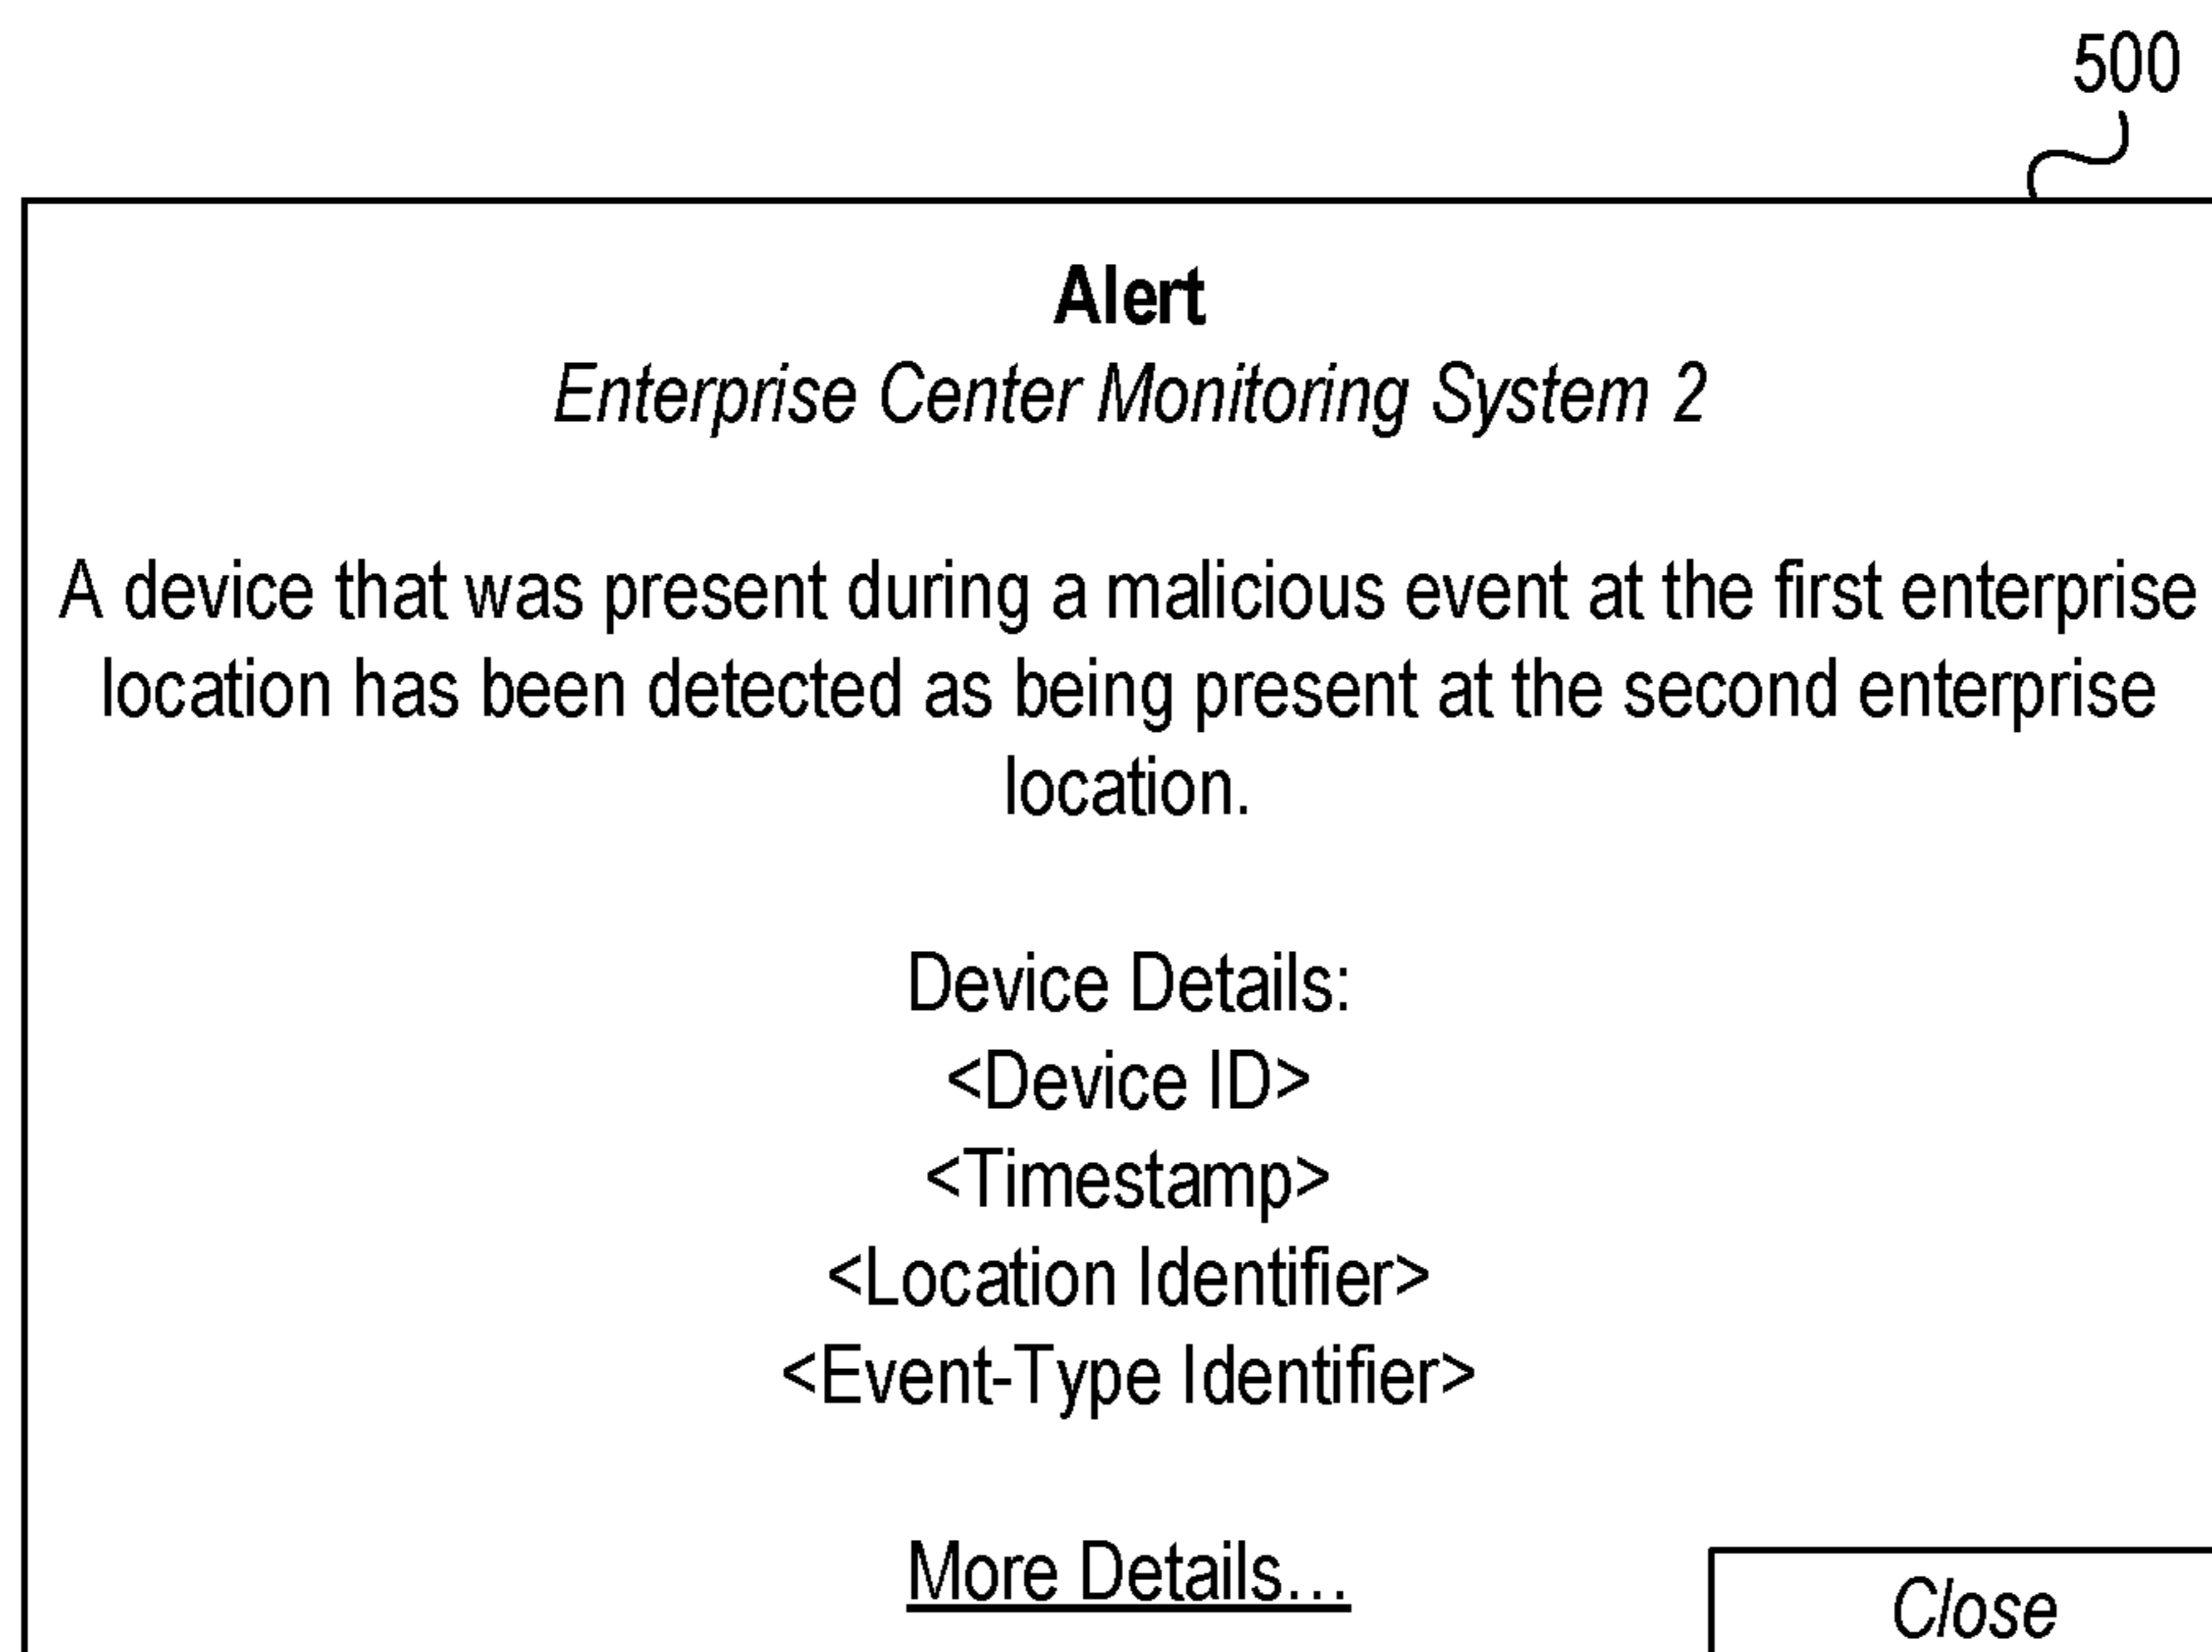 500
Alert
Enterprise Center Monitoring System 2
A device that was present during a malicious event at the first enterprise
location has been detected as being present at the second enterprise
location.
Device Details:
<Device ID>
<Timestamp>
<Location Identifier>
<Event-Type Identifier>
More Details...
Close